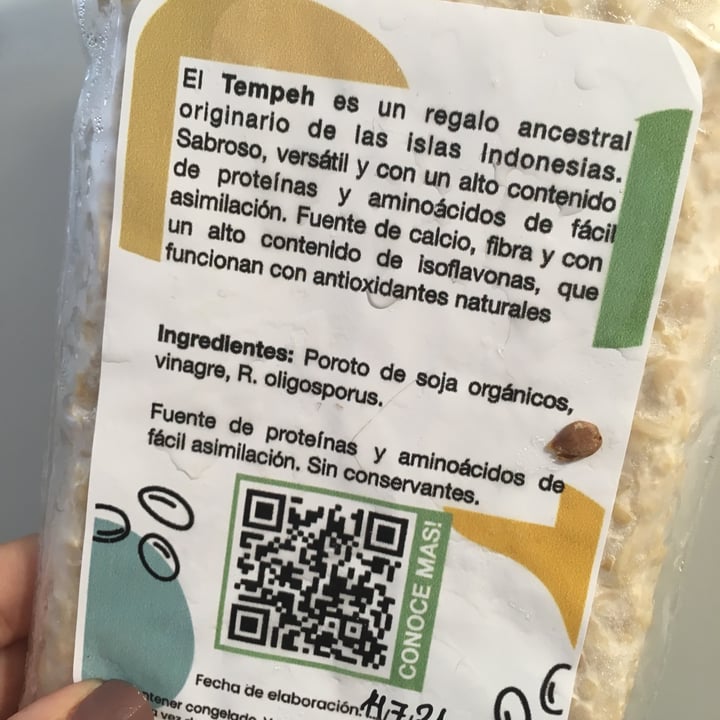 El Tempeh es un regalo ancestral
originario de las islas Indonesias.
Sabroso, versátil y con un alto contenido
de proteínas y aminoácidos de fácil
asimilación. Fuente de calcio, fibra y con
un alto contenido de isoflavonas, que
funcionan con antioxidantes naturales
Ingredientes: Poroto de soja orgánicos,
vinagre, R. oligosporus.
Fuente de proteínas y aminoácidos de
fácil asimilación. Sin conservantes.
CONOCE MAS!
Fecha de elaboración:
congelado.
vez